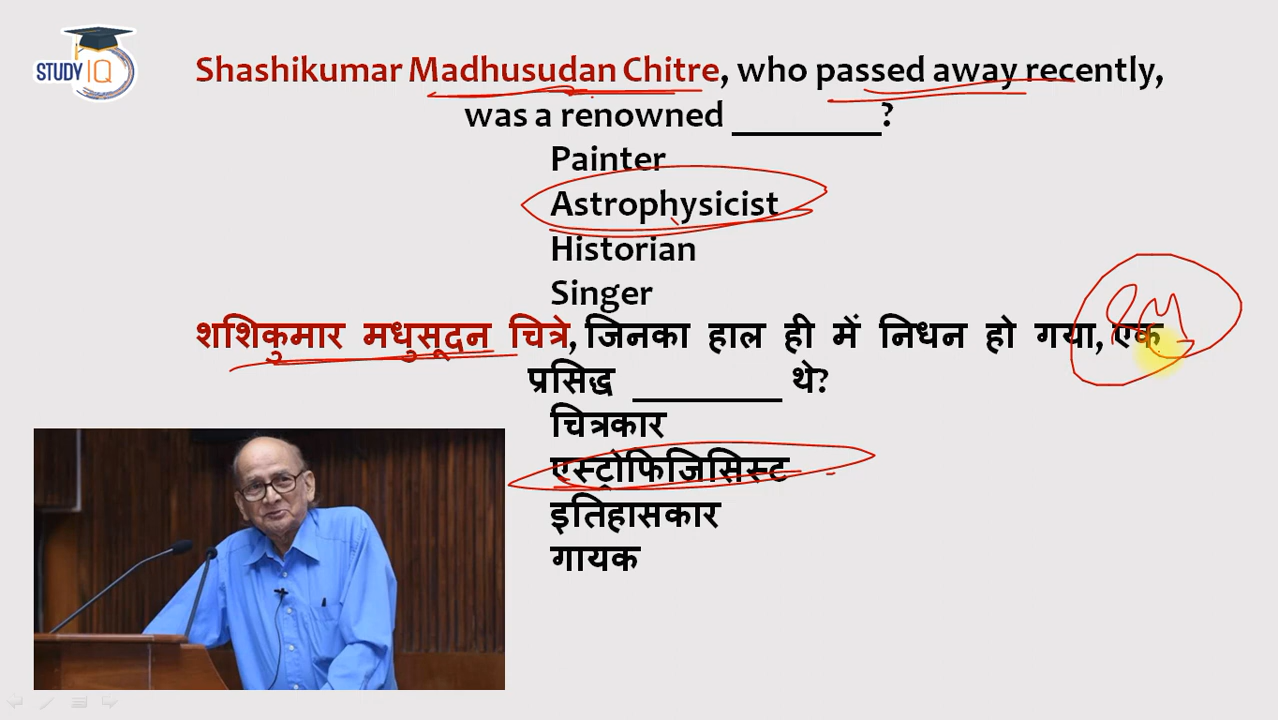 STUDY IQ
Shashikumar Madhusudan Chitre, who passed away recently,
was a renowned ________?
Painter
Astrophysicist
Historian
Singer
शशिकुमार मधुसूदन चित्रे, जिनका हाल ही में निधन हो गया, एक
प्रसिद्ध ________ थे?
चित्रकार
एस्ट्रोफिजिसिस्ट
इतिहासकार
गायक